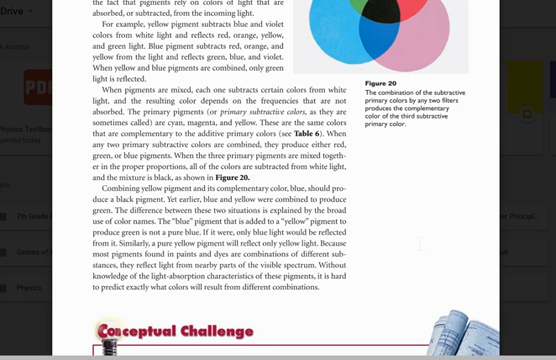 Drive
the fact that pigments rely on colors of light that are
absorbed, or subtracted, from the incoming light.
For example, yellow pigment subtracts blue and violet
colors from white light and reflects red, orange, yellow,
and green light. Blue pigment subtracts red, orange, and
yellow from the light and reflects green, blue, and violet.
When yellow and blue pigments are combined, only green
light is reflected.
When pigments are mixed, each one subtracts certain colors from white
light, and the resulting color depends on the frequencies that are not
absorbed. The primary pigments (or primary subtractive colors, as they are
sometimes called) are cyan, magenta, and yellow. These are the same colors
that are complementary to the additive primary colors (see Table 6). When
any two primary subtractive colors are combined, they produce either red,
green, or blue pigments. When the three primary pigments are mixed togeth-
er in the proper proportions, all of the colors are subtracted from white light,
and the mixture is black, as shown in Figure 20.
Combining yellow pigment and its complementary color, blue, should pro-
duce a black pigment. Yet earlier, blue and yellow were combined to produce
green. The difference between these two situations is explained by the broad
use of color names. The "blue" pigment that is added to a "yellow" pigment to
produce green is not a pure blue. If it were, only blue light would be reflected
from it. Similarly, a pure yellow pigment will reflect only yellow light. Because
most pigments found in paints and dyes are combinations of different sub-
stances, they reflect light from nearby parts of the visible spectrum. Without
knowledge of the light-absorption characteristics of these pigments, it is hard
to predict exactly what colors will result from different combinations.
Figure 20
The combination of the subtractive
primary colors by any two filters
produces the complementary
color of the third subtractive
primary color.
Conceptual Challenge
PDF
Physics Textbo
7th Grade
Genres of
Physics
er Principl...